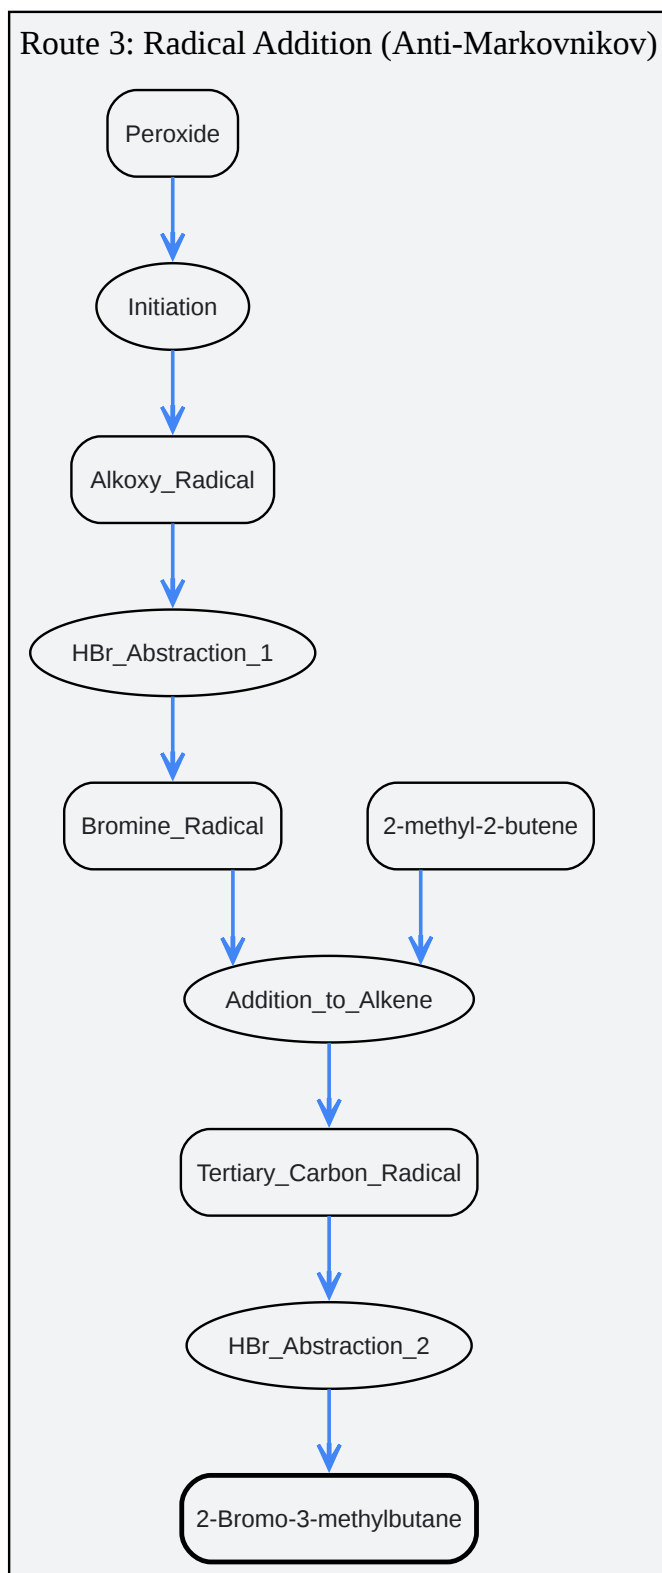 Route 3: Radical Addition (Anti-Markovnikov)
Peroxide
Initiation
Alkoxy_Radical
HBr_Abstraction_1
Bromine_Radical
2-methyl-2-butene
Addition_to_Alkene
Tertiary_Carbon_Radical
HBr_Abstraction_2
2-Bromo-3-methylbutane